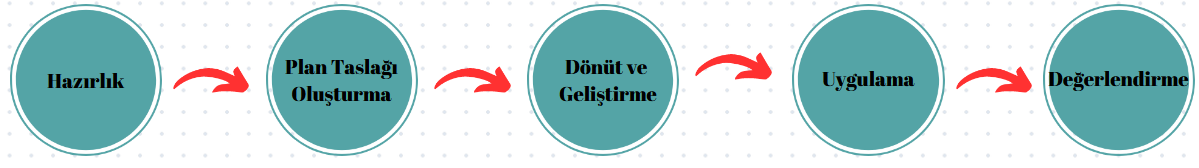 Hazırlık
Plan Taslağı
Oluşturma
Dönüt ve
Geliştirme
Uygulama
Değerlendirme